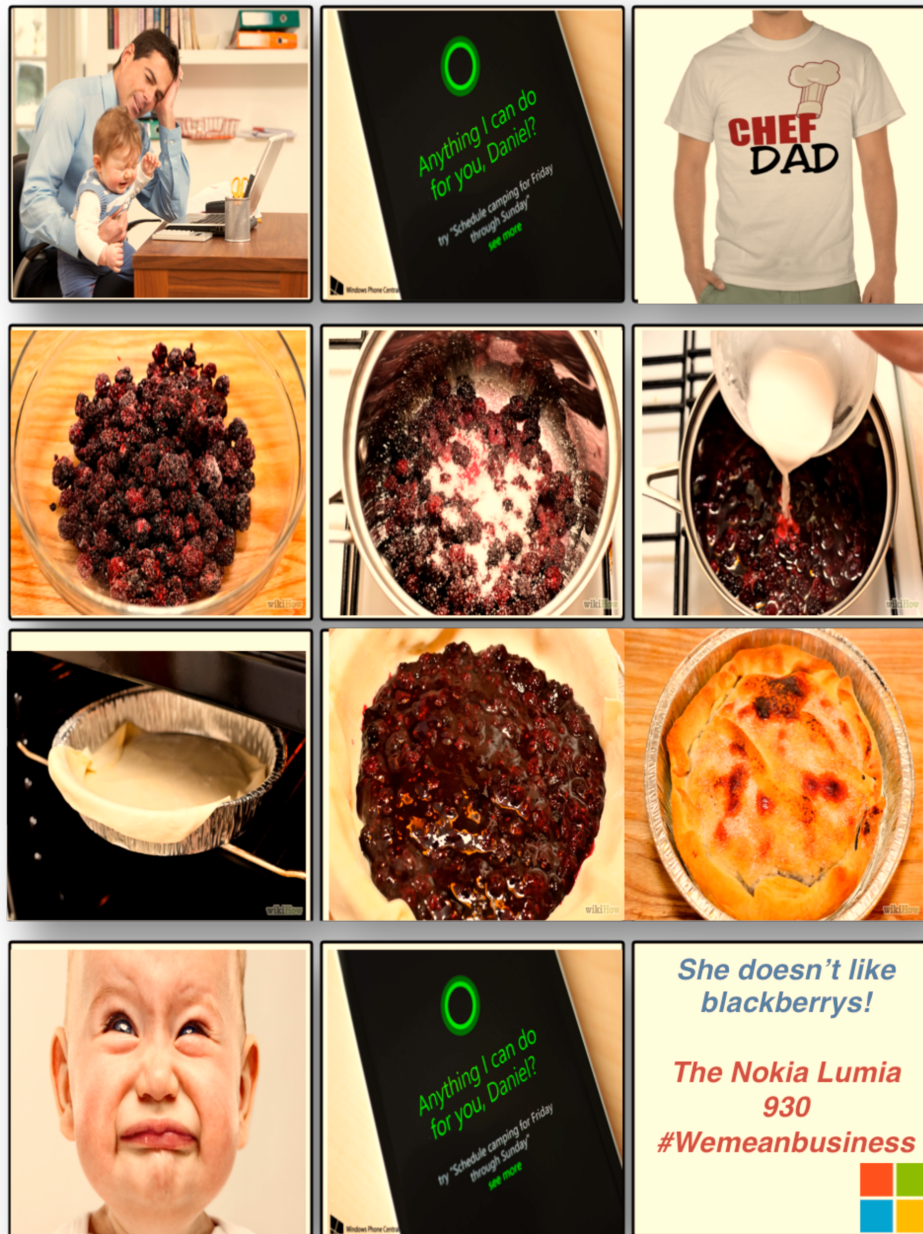 Anything I can do
for you, Daniel?
try "Schedule camping for Friday
through Sunday"
see more
Windows Phone Centra
CHEF
DAD
wikiHow
wikiHow
wikiHow
wikiHow
wikiHow
wikiHow
Anything I can do
for you, Daniel?
try "Schedule camping for Friday
through Sunday"
see more
Windows Phone Centra
She doesn't like
blackberrys!
The Nokia Lumia
930
#Wemeanbusiness